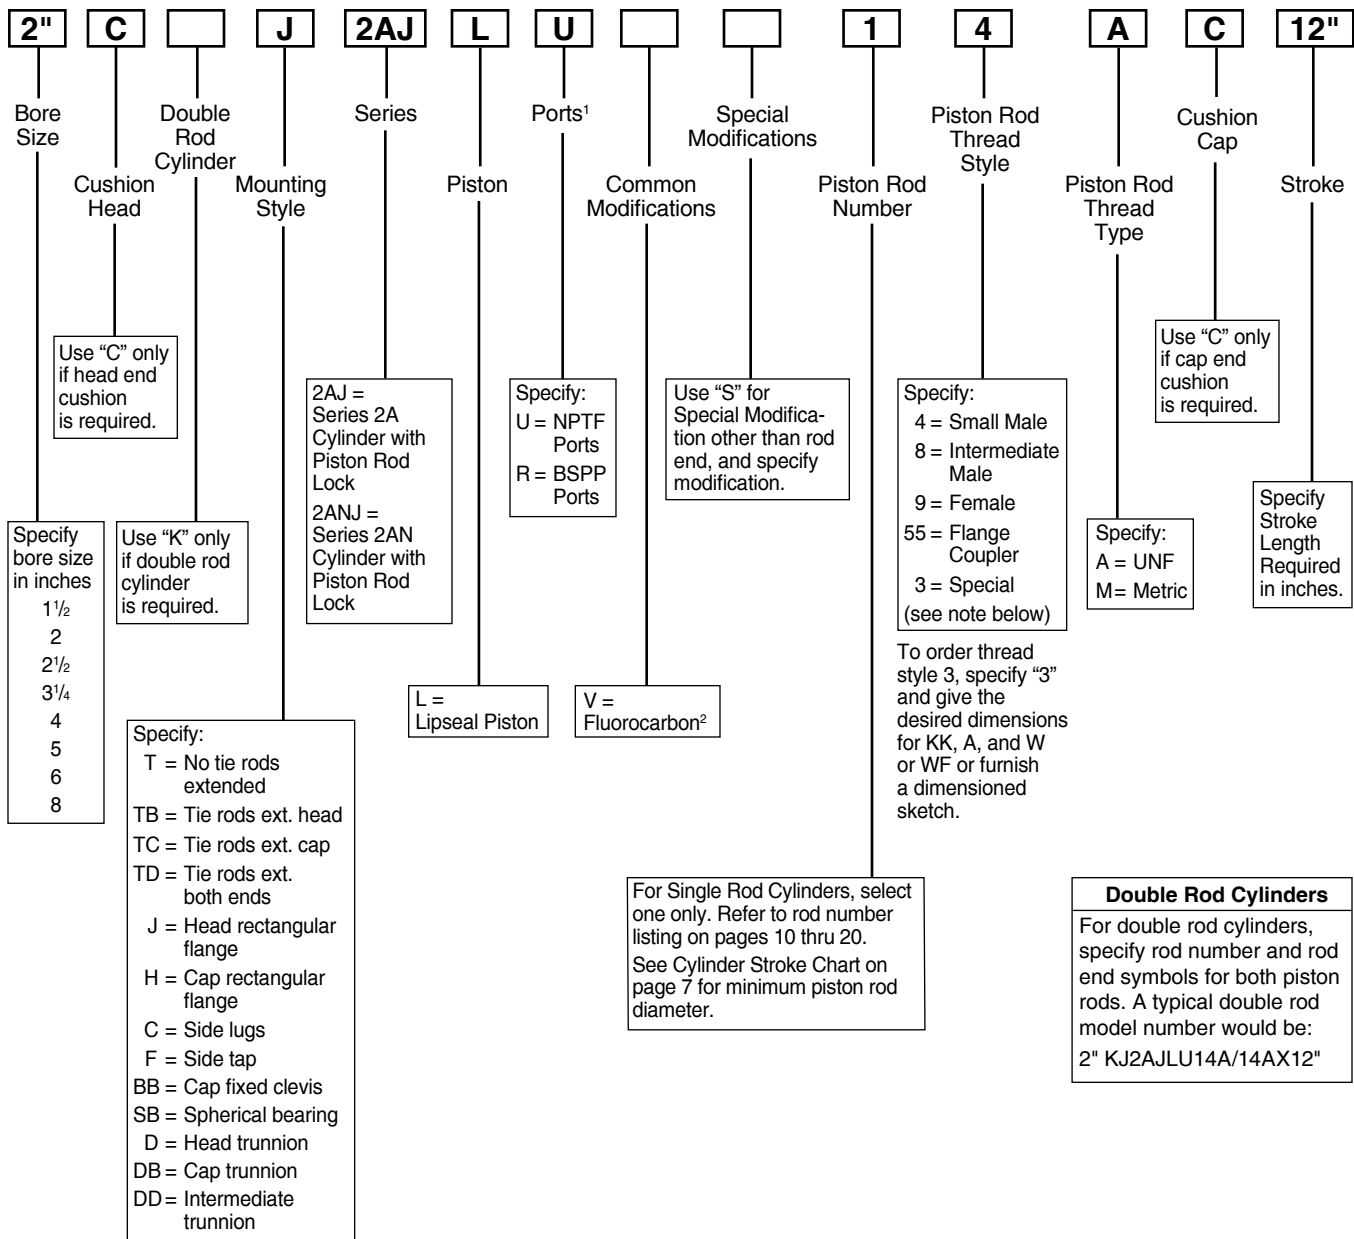 2" C J 2AJ L U 1 4 A C 12"
Bore
Size
Cushion
Head
Double
Rod
Cylinder
Mounting
Style
Series
Piston
Ports¹
Common
Modifications
Special
Modifications
Piston Rod
Number
Piston Rod
Thread
Style
Piston Rod
Thread
Type
Cushion
Cap
Stroke
Specify
bore size
in inches
1½
2
2½
3¼
4
5
6
8
Use “C” only
if head end
cushion
is required.
Use “K” only
if double rod
cylinder
is required.
Specify:
T = No tie rods
extended
TB = Tie rods ext. head
TC = Tie rods ext. cap
TD = Tie rods ext.
both ends
J = Head rectangular
flange
H = Cap rectangular
flange
C = Side lugs
F = Side tap
BB = Cap fixed clevis
SB = Spherical bearing
D = Head trunnion
DB = Cap trunnion
DD = Intermediate
trunnion
2AJ =
Series 2A
Cylinder with
Piston Rod
Lock
2ANJ =
Series 2AN
Cylinder with
Piston Rod
Lock
L =
Lipseal Piston
Specify:
U = NPTF
Ports
R = BSPP
Ports
V =
Fluorocarbon²
Use “S” for
Special Modifica-
tion other than rod
end, and specify
modification.
For Single Rod Cylinders, select
one only. Refer to rod number
listing on pages 10 thru 20.
See Cylinder Stroke Chart on
page 7 for minimum piston rod
diameter.
Specify:
4 = Small Male
8 = Intermediate
Male
9 = Female
55 = Flange
Coupler
3 = Special
(see note below)
To order thread
style 3, specify “3”
and give the
desired dimensions
for KK, A, and W
or WF or furnish
a dimensioned
sketch.
Specify:
A = UNF
M = Metric
Use “C” only
if cap end
cushion
is required.
Specify
Stroke
Length
Required
in inches.
Double Rod Cylinders
For double rod cylinders,
specify rod number and rod
end symbols for both piston
rods. A typical double rod
model number would be:
2" KJ2AJLU14A/14AX12"